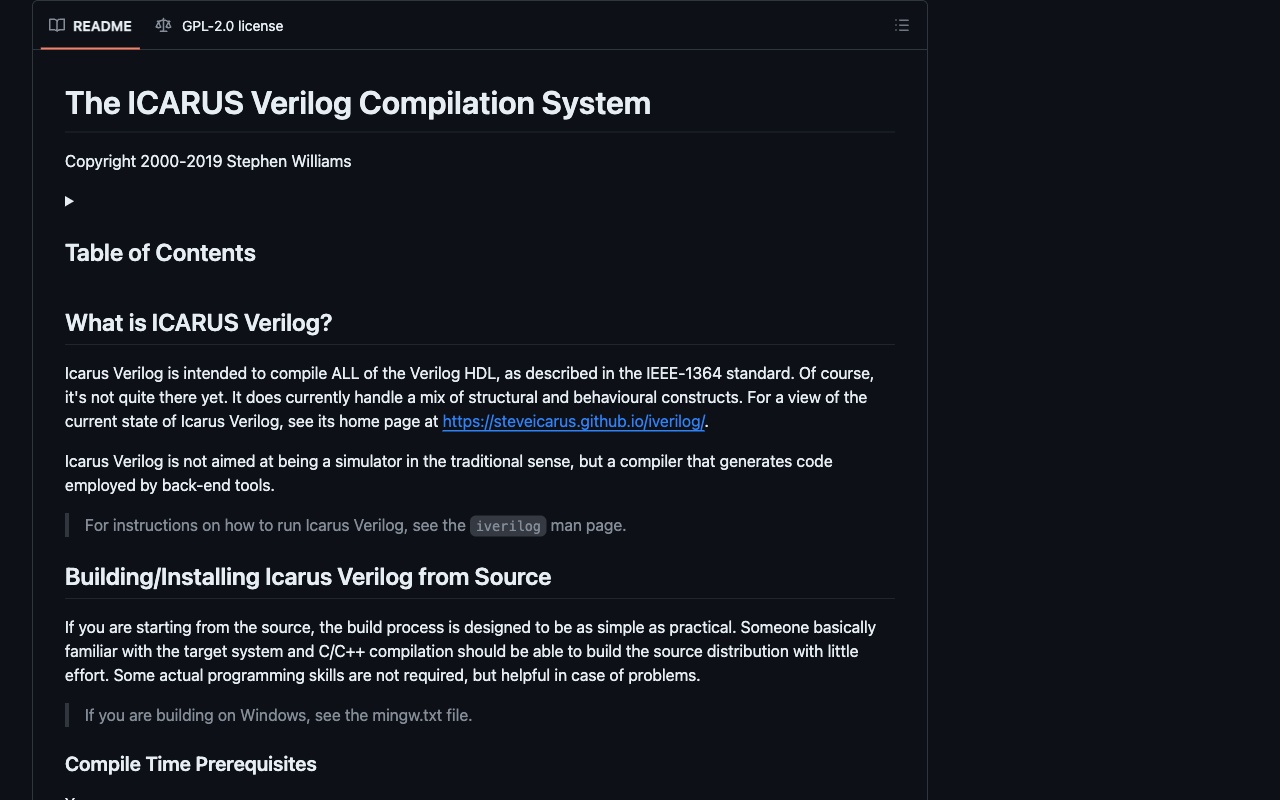 README
GPL-2.0 license
The ICARUS Verilog Compilation System
Copyright 2000-2019 Stephen Williams
Table of Contents
What is ICARUS Verilog?
Icarus Verilog is intended to compile ALL of the Verilog HDL, as described in the IEEE-1364 standard. Of course,
it's not quite there yet. It does currently handle a mix of structural and behavioural constructs. For a view of the
current state of Icarus Verilog, see its home page at https://steveicarus.github.io/iverilog/.
Icarus Verilog is not aimed at being a simulator in the traditional sense, but a compiler that generates code
employed by back-end tools.
For instructions on how to run Icarus Verilog, see the iverilog man page.
Building/Installing Icarus Verilog from Source
If you are starting from the source, the build process is designed to be as simple as practical. Someone basically
familiar with the target system and C/C++ compilation should be able to build the source distribution with little
effort. Some actual programming skills are not required, but helpful in case of problems.
If you are building on Windows, see the mingw.txt file.
Compile Time Prerequisites